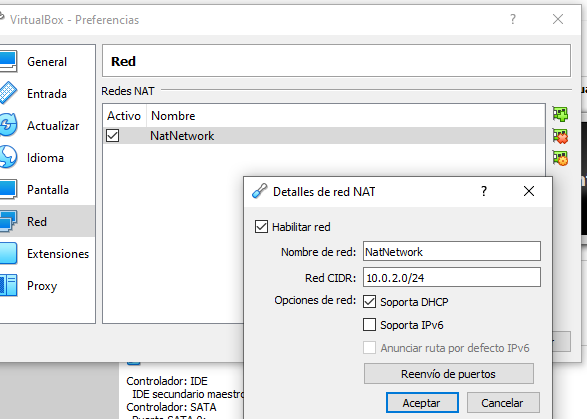 VirtualBox - Preferencias
General
Entrada
Actualizar
Idioma
Pantalla
Red
Extensiones
Proxy
Red
Redes NAT
Activo Nombre
NatNetwork
Detalles de red NAT
Habilitar red
Nombre de red: NatNetwork
Red CIDR: 10.0.2.0/24
Opciones de red: Soporta DHCP
Soporta IPv6
Anunciar ruta por defecto IPv6
Reenvío de puertos
Aceptar Cancelar
Controlador: IDE
IDE secundario maestro
Controlador: SATA
Puerto SATA 0: